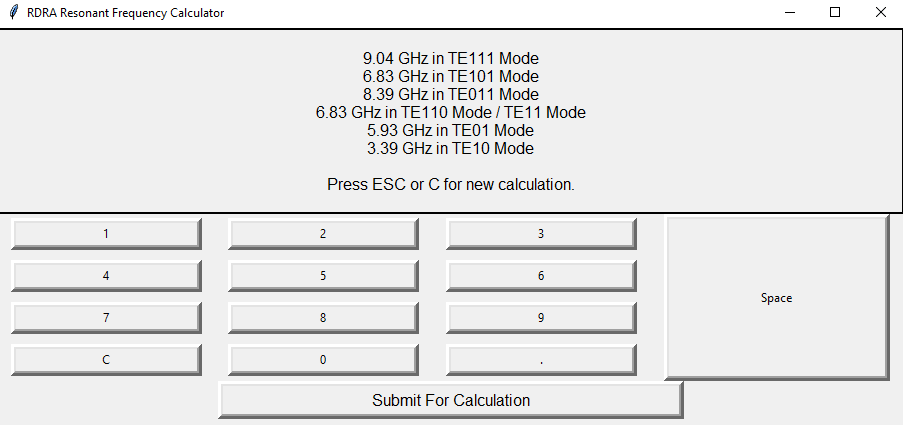 RDRA Resonant Frequency Calculator
9.04 GHz in TE111 Mode
6.83 GHz in TE101 Mode
8.39 GHz in TE011 Mode
6.83 GHz in TE110 Mode / TE11 Mode
5.93 GHz in TE01 Mode
3.39 GHz in TE10 Mode
Press ESC or C for new calculation.
1 2 3
4 5 6
Space
7 8 9
C 0 .
Submit For Calculation